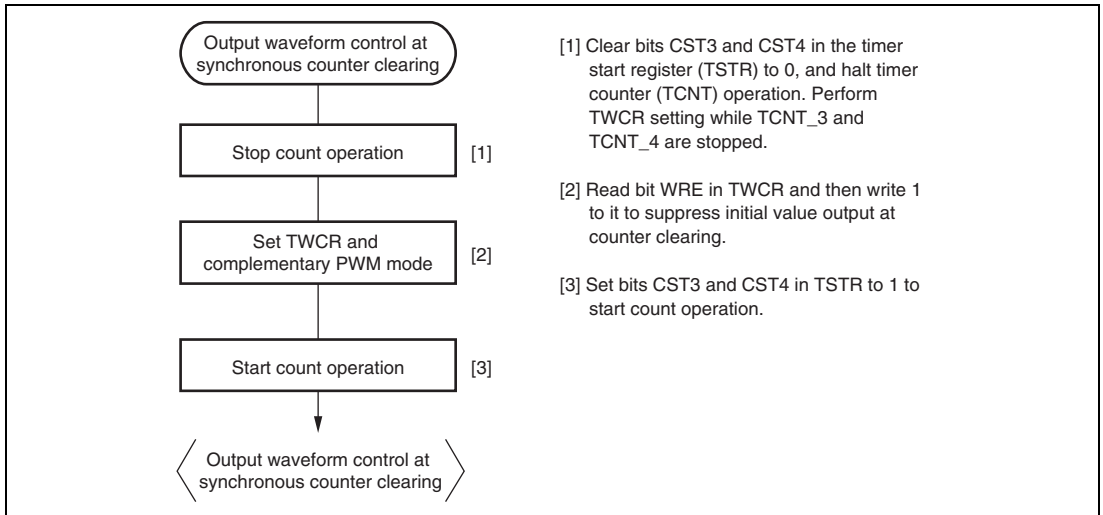 Output waveform control at
synchronous counter clearing
Stop count operation
[1]
Set TWCR and
complementary PWM mode
[2]
Start count operation
[3]
Output waveform control at
synchronous counter clearing
[1] Clear bits CST3 and CST4 in the timer
start register (TSTR) to 0, and halt timer
counter (TCNT) operation. Perform
TWCR setting while TCNT_3 and
TCNT_4 are stopped.
[2] Read bit WRE in TWCR and then write 1
to it to suppress initial value output at
counter clearing.
[3] Set bits CST3 and CST4 in TSTR to 1 to
start count operation.